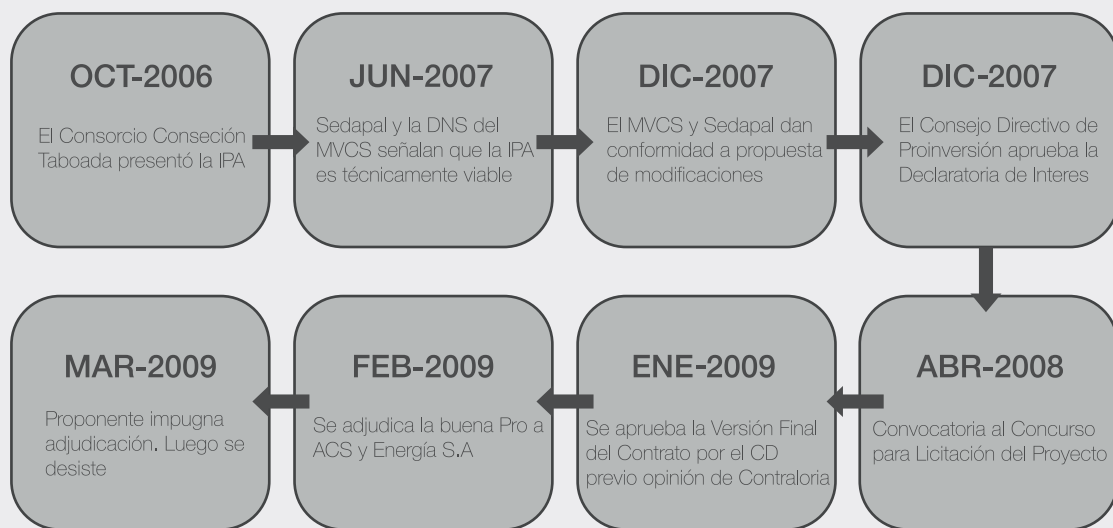 OCT-2006
El Consorcio Conseción
Taboada presentó la IPA
JUN-2007
Sedapal y la DNS del
MVCS señalan que la IPA
es técnicamente viable
DIC-2007
El MVCS y Sedapal dan
conformidad a propuesta
de modificaciones
DIC-2007
El Consejo Directivo de
Proinversión aprueba la
Declaratoria de Interes
ABR-2008
Convocatoria al Concurso
para Licitación del Proyecto
ENE-2009
Se aprueba la Versión Final
del Contrato por el CD
previo opinión de Contraloria
FEB-2009
Se adjudica la buena Pro a
ACS y Energía S.A
MAR-2009
Proponente impugna
adjudicación. Luego se
desiste